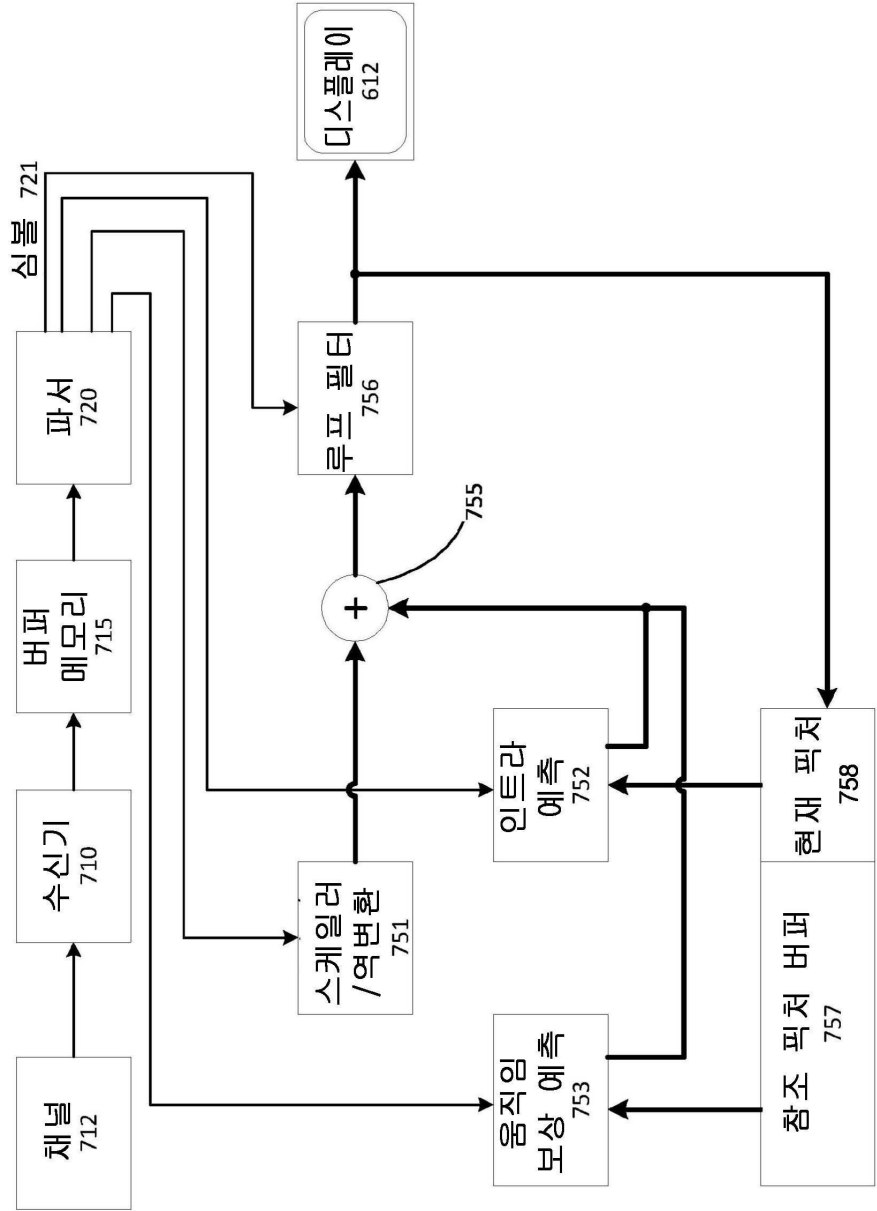 채널
712
수신기
710
버퍼
메모리
715
파서
720
심볼 721
스케일러
/역변환
751
+
755
루프 필터
756
디스플레이
612
움직임
보상 예측
753
인트라
예측
752
참조 픽처 버퍼
757
현재 픽처
758